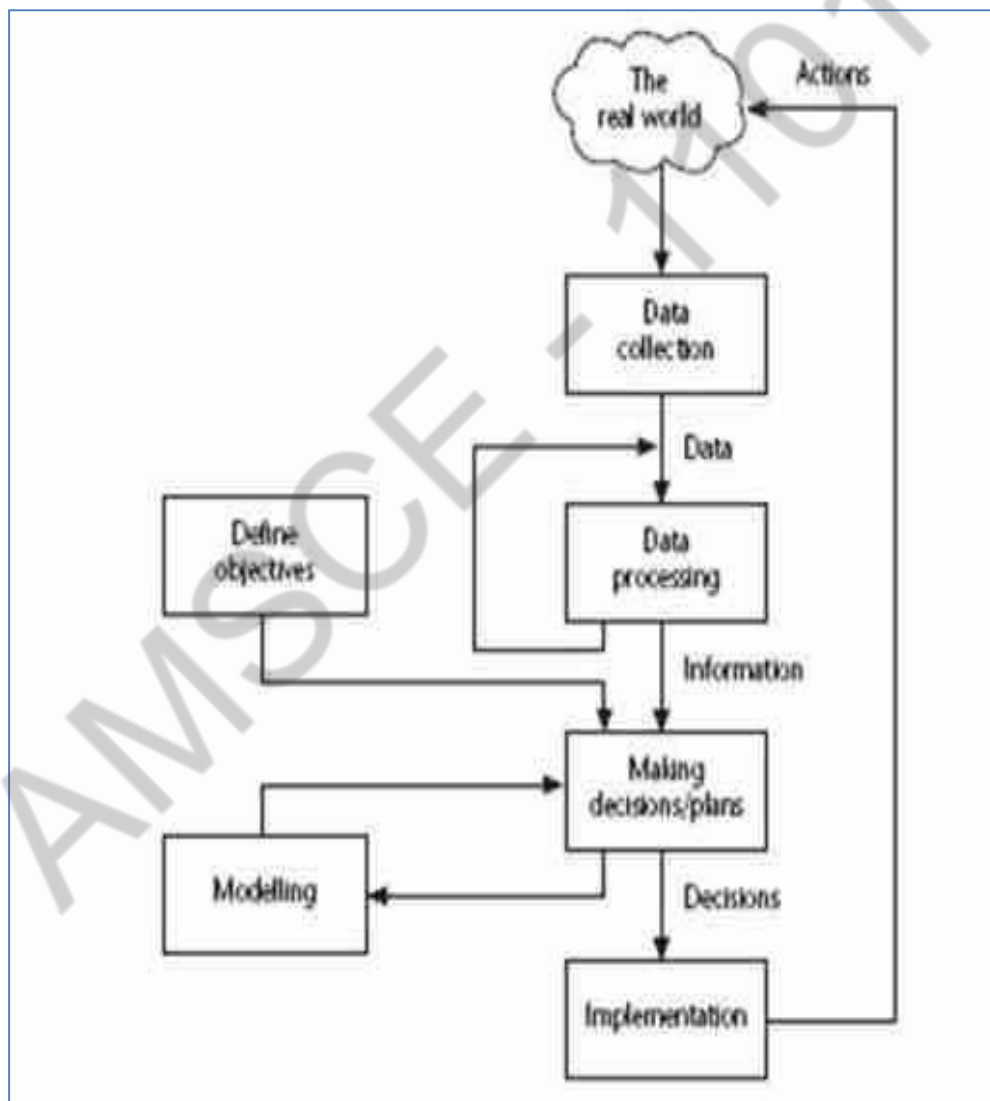 The
real world
Actions
Data
collection
Data
Define
objectives
Data
processing
Information
Making
decisions/plans
Modelling
Decisions
Implementation
AMSCE - 1101